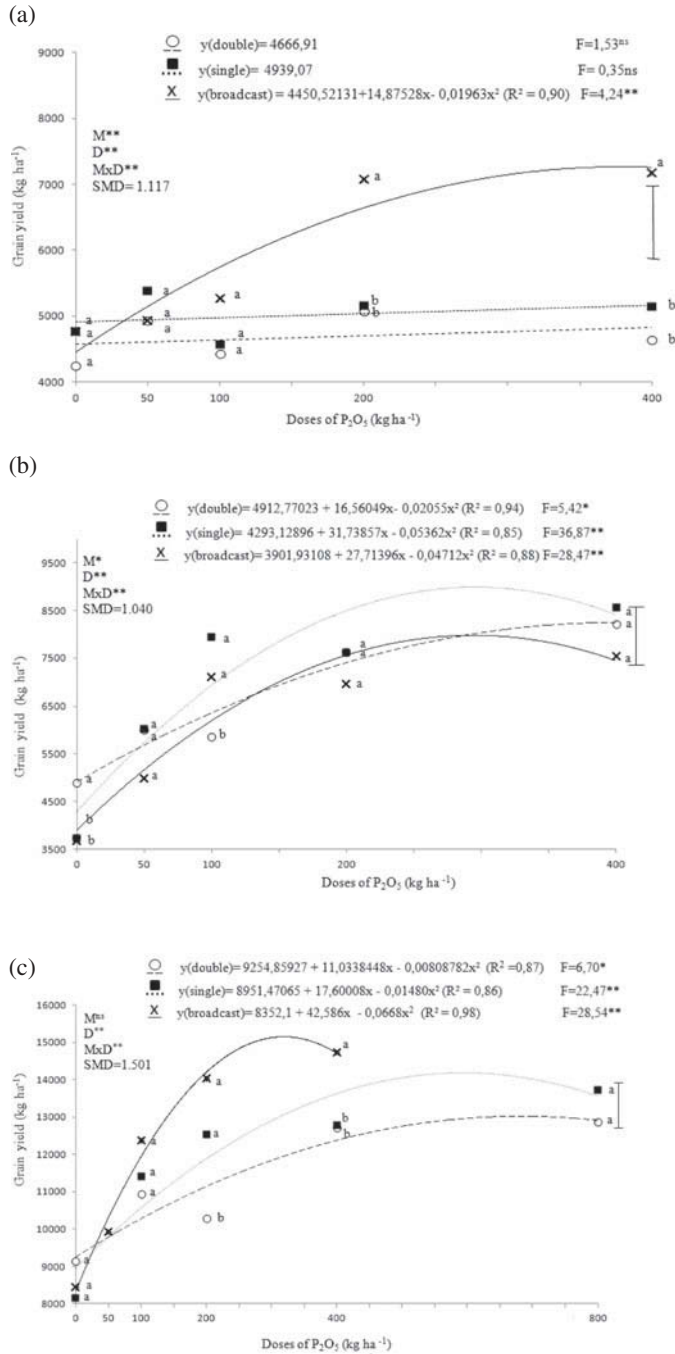 (a)
y(double)= 4666,91 F=1,53ns
y(single)= 4939,07 F= 0,35ns
y(broadcast) = 4450,52131+14,87528x- 0,01963x² (R² = 0,90) F=4,24**
M**
D**
MxD**
SMD= 1.117
Grain yield (kg ha-1)
9000
8000
7000
6000
5000
4000
a
a
a
a
a
a
a
a
a
a
b
b
a
b
b
0 50 100 200 400
Doses of P₂O₅ (kg ha-1)
(b)
y(double)= 4912,77023 + 16,56049x- 0,02055x² (R² = 0,94) F=5,42*
y(single)= 4293,12896 + 31,73857x - 0,05362x² (R² = 0,85) F=36,87**
y(broadcast)= 3901,93108 + 27,71396x - 0,04712x² (R² = 0,88) F=28,47**
M*
D**
MxD**
SMD=1.040
Grain yield (kg ha-1)
9500
8500
7500
6500
5500
4500
3500
a
b
b
a
a
a
a
a
b
a
a
a
a
a
a
0 50 100 200 400
Doses of P₂O₅ (kg ha-1)
(c)
y(double)= 9254,85927 + 11,0338448x - 0,00808782x² (R² =0,87) F=6,70*
y(single)= 8951,47065 + 17,60008x - 0,01480x² (R² = 0,86) F=22,47**
y(broadcast)= 8352,1 + 42,586x - 0,0668x² (R² = 0,98) F=28,54**
Mns
D**
MxD**
SMD=1.501
Grain yield (kg ha-1)
16000
15000
14000
13000
12000
11000
10000
9000
8000
a
a
a
a
a
a
a
a
b
a
b
b
a
a
0 50 100 200 400 800
Doses of P₂O₅ (kg ha-1)